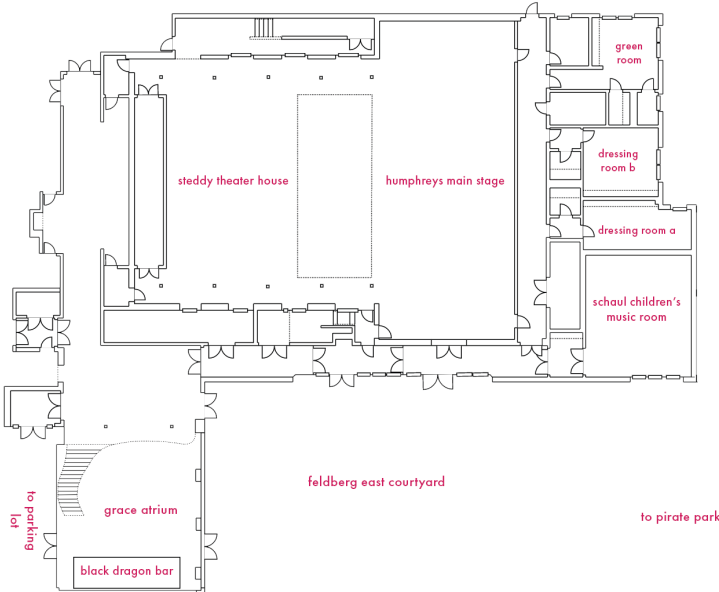 green
room
dressing
room b
steddy theater house
humphreys main stage
dressing room a
schaul children's
music room
feldberg east courtyard
to parking
lot
grace atrium
to pirate park
black dragon bar